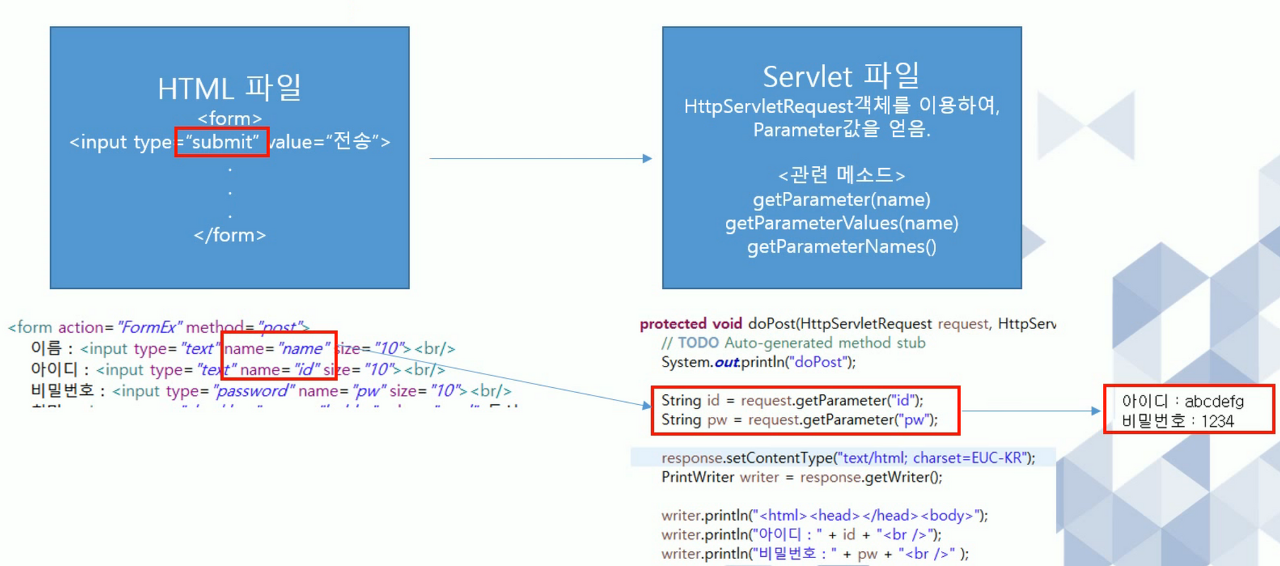 HTML 파일
<form>
<input type=“submit” value=“전송”>
.
.
.
</form>
Servlet 파일
HttpServletRequest객체를 이용하여,
Parameter값을 얻음.
<관련 메소드>
getParameter(name)
getParameterValues(name)
getParameterNames()
<form action="FormEx" method="post">
이름 : <input type="text" name="name" size="10"><br/>
아이디 : <input type="text" name="id" size="10"><br/>
비밀번호 : <input type="password" name="pw" size="10"><br/>
protected void doPost(HttpServletRequest request, HttpServ
// TODO Auto-generated method stub
System.out.println("doPost");
String id = request.getParameter("id");
String pw = request.getParameter("pw");
response.setContentType("text/html; charset=EUC-KR");
PrintWriter writer = response.getWriter();
writer.println("<html><head></head><body>");
writer.println("아이디 : " + id + "<br />");
writer.println("비밀번호 : " + pw + "<br />" );
아이디 : abcdefg
비밀번호 : 1234